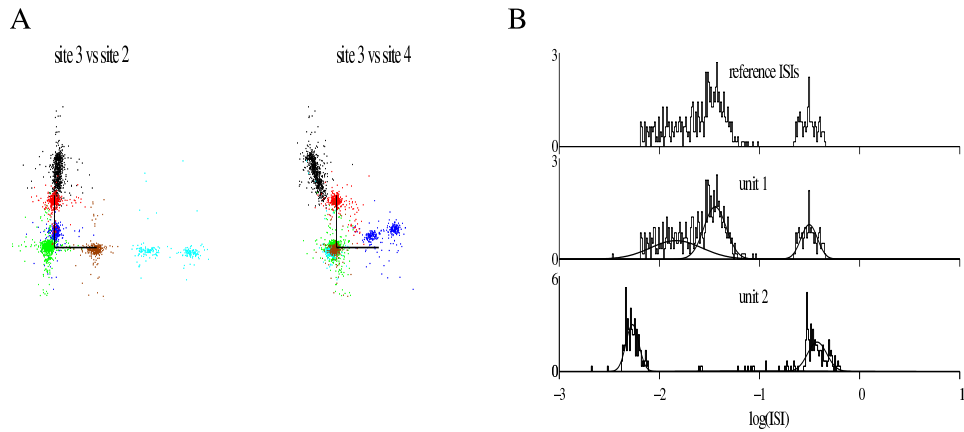 A
B
site 3 vs site 2
site 3 vs site 4
3
reference ISIs
0
3
unit 1
0
6
unit 2
0
−3
−2
−1
0
1
log(ISI)